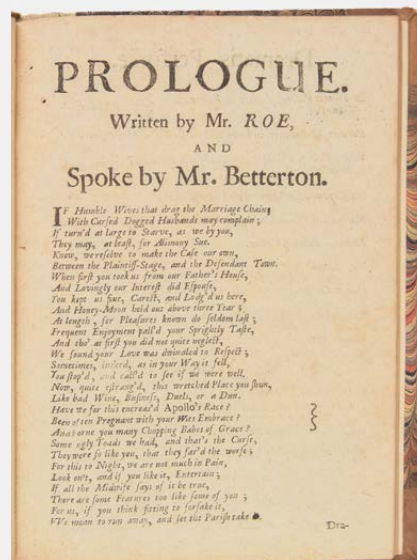 PROLOGUE.
Written by Mr. ROE,
AND
Spoke by Mr. Betterton.
IF Humble Wives that drag the Marriage Chain,
With Cursed Dogged Husbands may complain;
If turn'd at large to Starve, as we by you,
They may, at least, for Alimony Sue.
Know, we resolve to make the Case our own,
Between the Plaintiff-Stage, and the Defendant Town.
When first you took us from our Father's House,
And Lovingly our Interest did Espouse,
You kept us fine, Carest, and Lodg'd us here,
And Honey-Moon held out above three Year;
At length, for Pleasures known do seldom last;
Frequent Enjoyment pall'd your Sprightly Taste,
And tho' at first you did not quite neglect,
We found your Love was dwindled to Respect;
Sometimes, indeed, as in your Way it fell,
You stop'd, and call'd to see if we were well.
Now, quite estrang'd, this wretched Place you shun,
Like bad Wine, Business, Duels, or a Dun.
Have we for this encreas'd Apollo's Race?
Been often Pregnant with your Wits Embrace?
And borne you many Chopping Babes of Grace?
Some ugly Toads we had, and that's the Curse,
They were so like you, that they far'd the worse;
For this to Night, we are not much in Pain,
Look on't, and if you like it, Entertain;
If all the Midwife says of it be true,
There are some Features too like some of you;
For us, if you think fitting to forsake it,
VVe mean to run away, and let the Parish take
Dra-